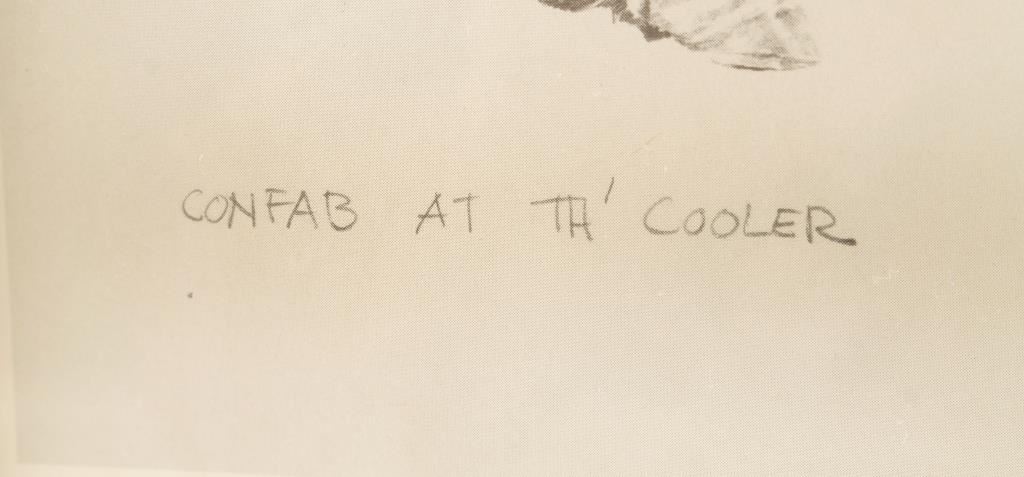 CONFAB AT TH' COOLER